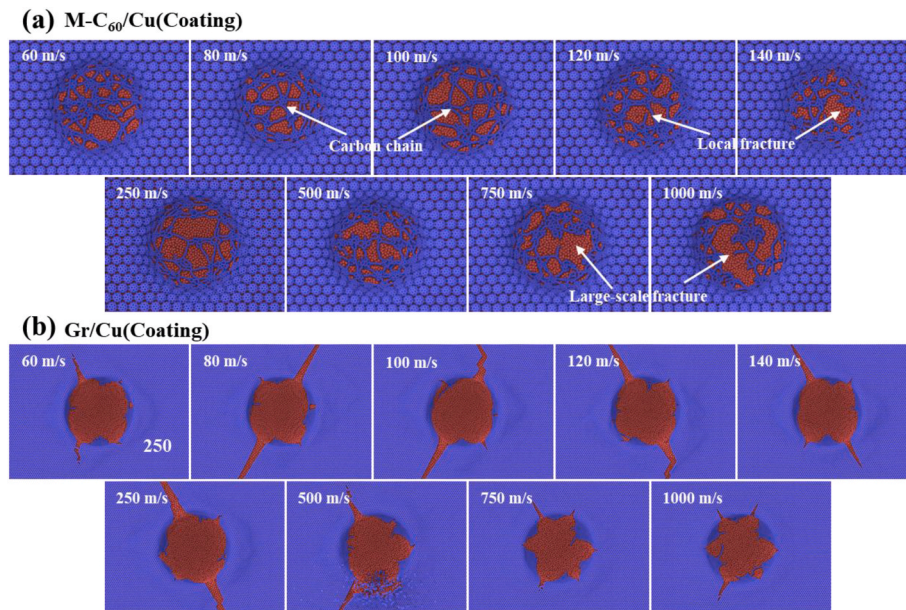 (a) M-C₆₀/Cu(Coating)
60 m/s 80 m/s 100 m/s 120 m/s 140 m/s
Carbon chain Local fracture
250 m/s 500 m/s 750 m/s 1000 m/s
Large-scale fracture
(b) Gr/Cu(Coating)
60 m/s 80 m/s 100 m/s 120 m/s 140 m/s
250
250 m/s 500 m/s 750 m/s 1000 m/s